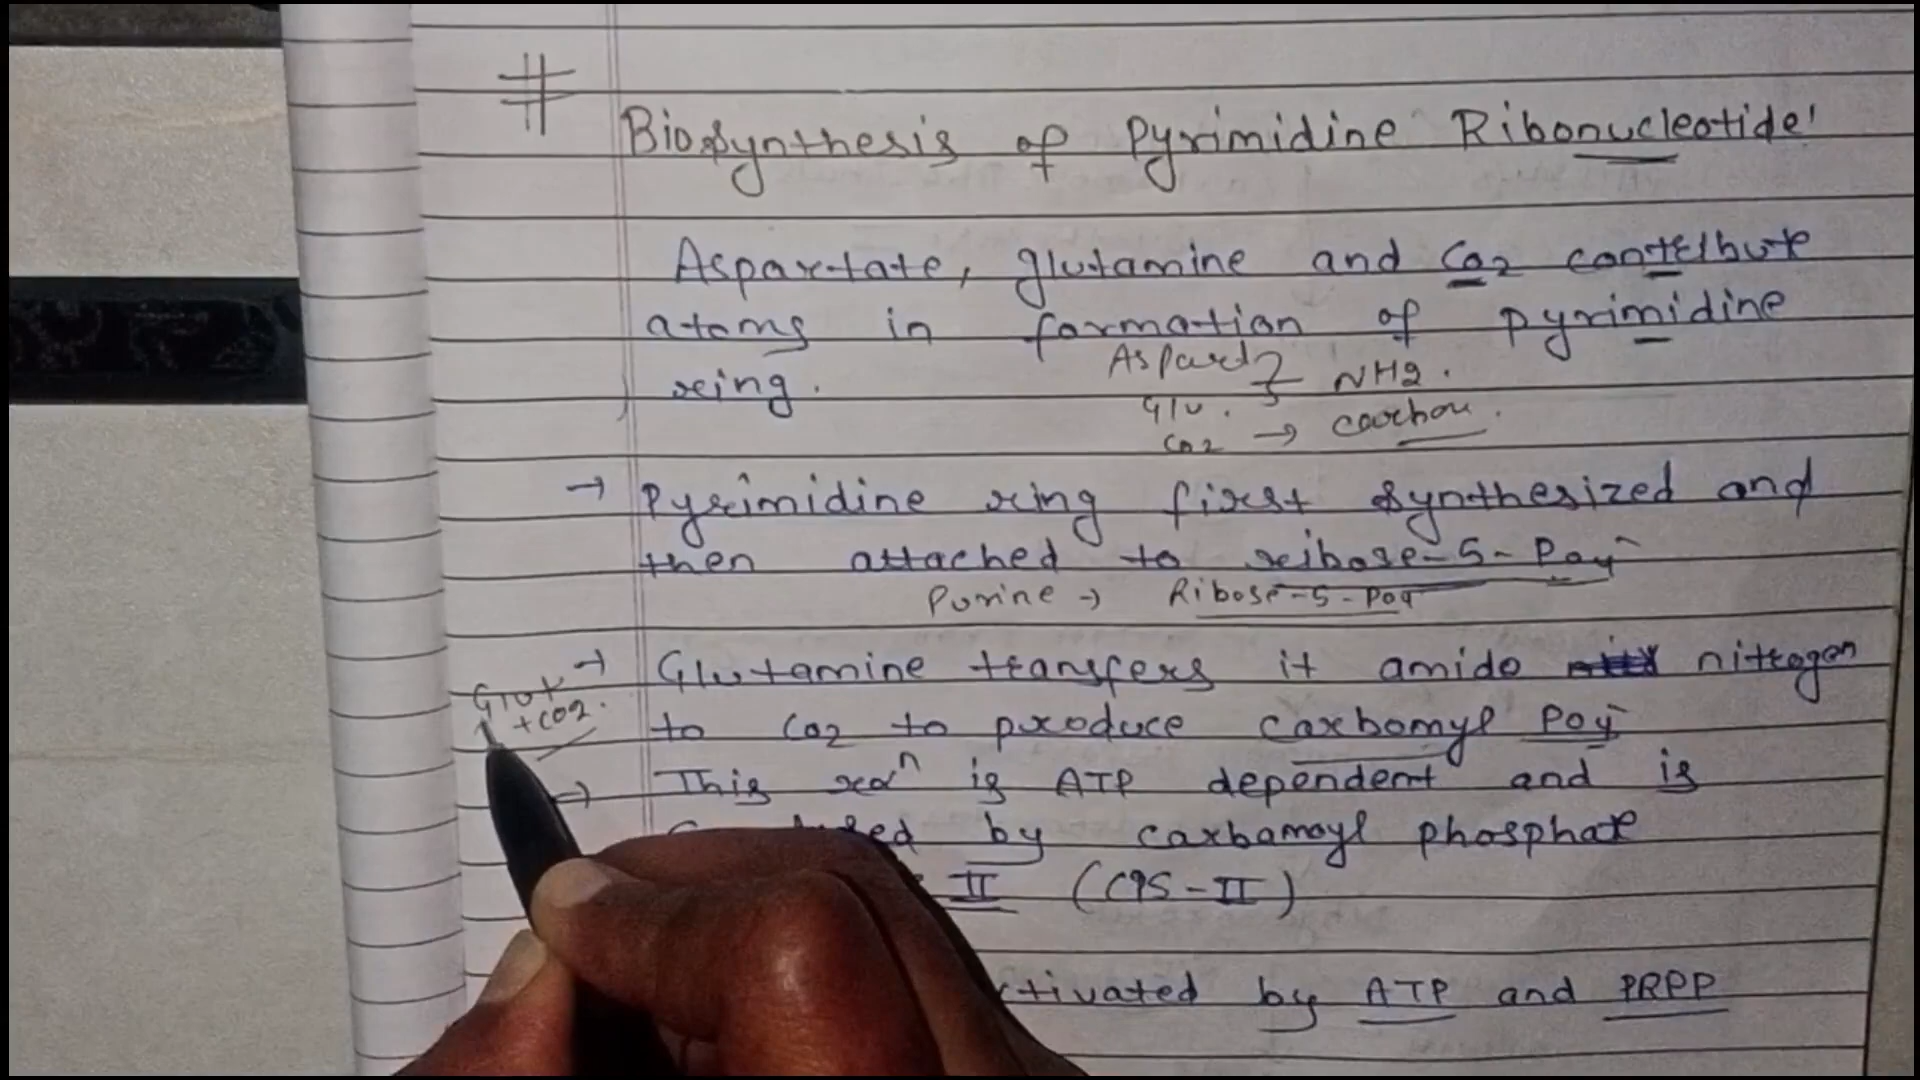 #
Biosynthesis of Pyrimidine Ribonucleotide
Aspartate, glutamine and CO2 contribute
atoms in formation of pyrimidine
ring.
Aspart
NH2.
Glu.
CO2 → carbon.
→ Pyrimidine ring first synthesized and
then attached to ribose-5-Po4-
Purine → Ribose-5-Po4
→ Glutamine transfers it amido nitrogen
Glut
+CO2.
to CO2 to produce carbomyl Po4-
→ This rxn is ATP dependent and is
by carbamoyl phosphate
II (CPS-II)
by ATP and PRPP